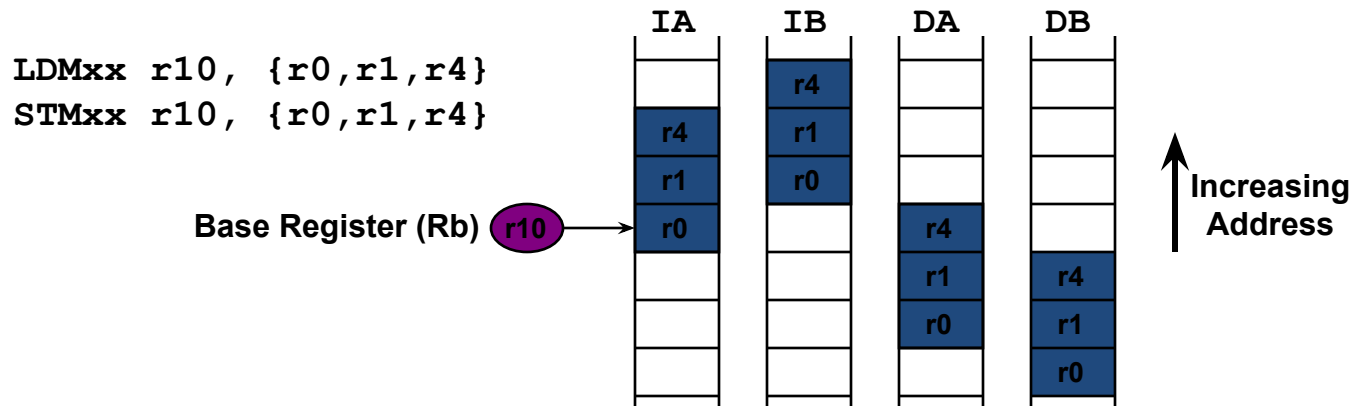 IA IB DA DB
LDMxx r10, {r0,r1,r4}
STMxx r10, {r0,r1,r4}
r4
r1
r0
r4
r1
r0
r4
r1
r0
r4
r1
r0
Base Register (Rb) r10
Increasing
Address